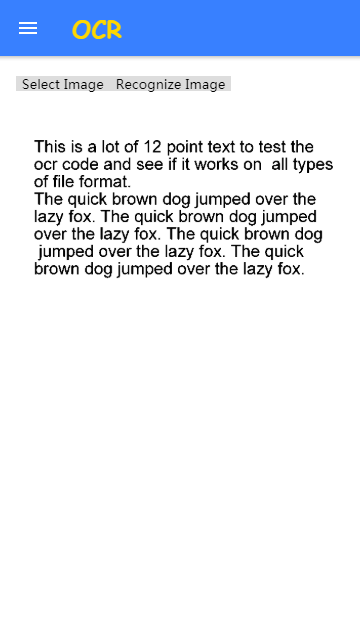 OCR
Select Image Recognize Image
This is a lot of 12 point text to test the
ocr code and see if it works on all types
of file format.
The quick brown dog jumped over the
lazy fox. The quick brown dog jumped
over the lazy fox. The quick brown dog
jumped over the lazy fox. The quick
brown dog jumped over the lazy fox.